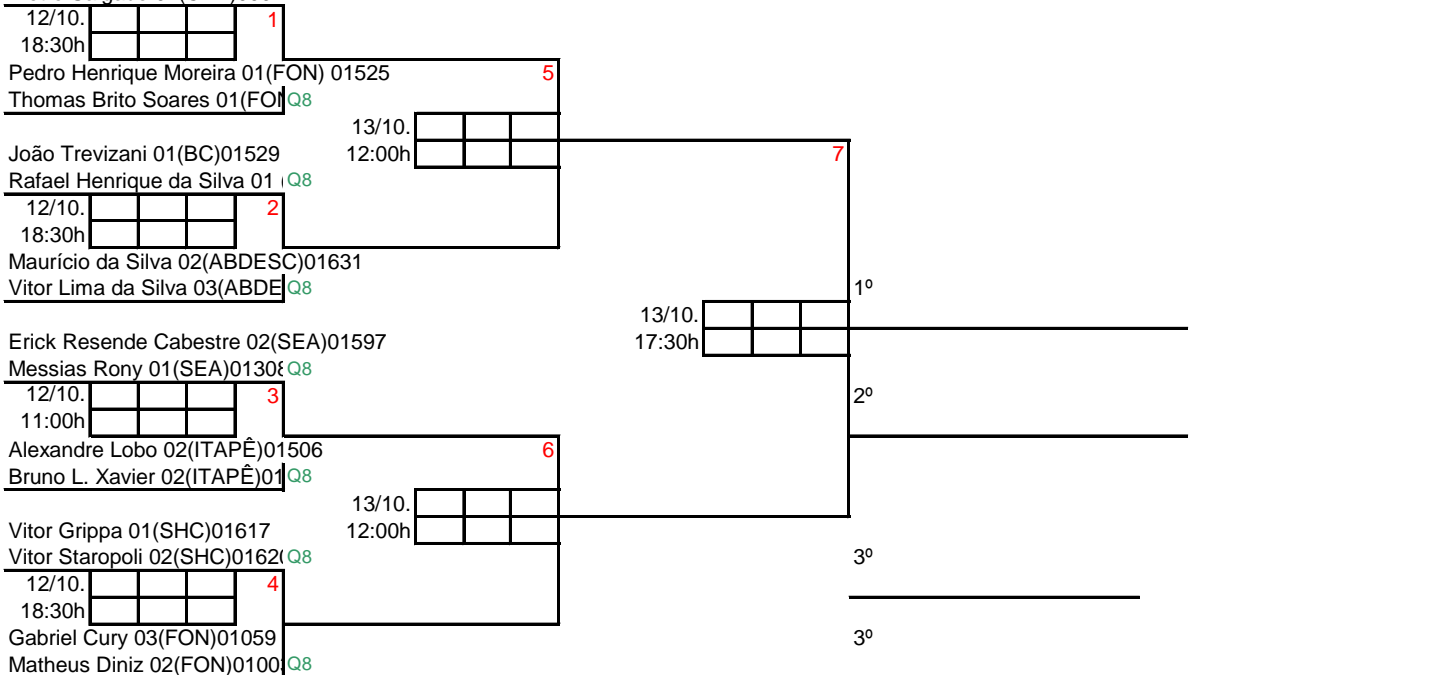 12/10.
1
18:30h
Pedro Henrique Moreira 01(FON) 01525
5
Thomas Brito Soares 01(FON
Q8
13/10.
João Trevizani 01(BC)01529
12:00h
7
Rafael Henrique da Silva 01
Q8
12/10.
2
18:30h
Maurício da Silva 02(ABDESC)01631
Vitor Lima da Silva 03(ABDE
Q8
1º
13/10.
Erick Resende Cabestre 02(SEA)01597
17:30h
Messias Rony 01(SEA)01308
Q8
12/10.
3
2º
11:00h
Alexandre Lobo 02(ITAPÊ)01506
6
Bruno L. Xavier 02(ITAPÊ)01
Q8
13/10.
Vitor Grippa 01(SHC)01617
12:00h
Vitor Staropoli 02(SHC)0162
Q8
3º
12/10.
4
18:30h
Gabriel Cury 03(FON)01059
3º
Matheus Diniz 02(FON)0100
Q8